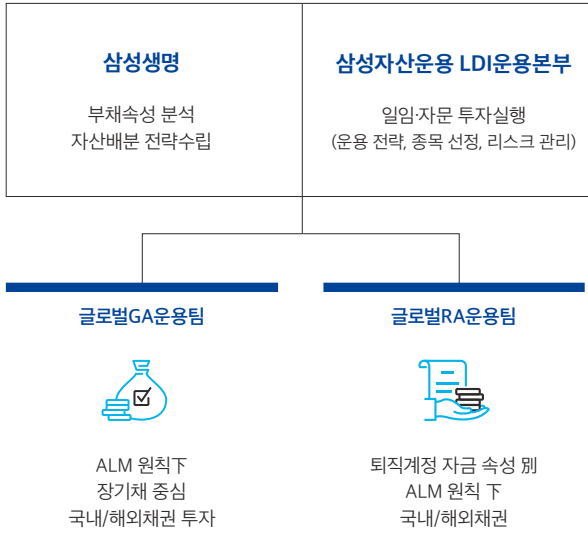 삼성생명
부채속성 분석
자산배분 전략수립
삼성자산운용 LDI운용본부
일임·자문 투자실행
(운용 전략, 종목 선정, 리스크 관리)
글로벌GA운용팀
ALM 원칙下
장기채 중심
국내/해외채권 투자
글로벌RA운용팀
퇴직계정 자금 속성 別
ALM 원칙 下
국내/해외채권